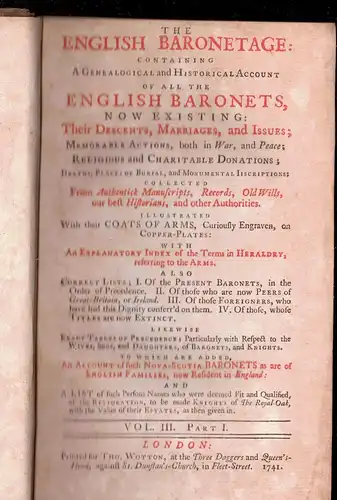 THE
ENGLISH BARONETAGE:
CONTAINING
A GENEALOGICAL and HISTORICAL ACCOUNT
OF ALL THE
ENGLISH BARONETS,
NOW EXISTING:
Their DESCENTS, MARRIAGES, and ISSUES;
MEMORABLE ACTIONS, both in War, and Peace;
RELIGIOUS and CHARITABLE DONATIONS;
DEATHS, PLACES OF BURIAL, and MONUMENTAL INSCRIPTIONS;
COLLECTED
From Authentick Manuscripts, Records, Old Wills,
our best Historians, and other Authorities.
ILLUSTRATED
With their COATS OF ARMS, Curiously Engraven, on
COPPER-PLATES:
WITH
AN EXPLANATORY INDEX of the Terms in HERALDRY,
referring to the ARMS.
ALSO
CORRECT LISTS; I. Of the PRESENT BARONETS, in the
Order of Precedence. II. Of those who are now PEERS of
Great-Britain, or Ireland. III. Of those FOREIGNERS, who
have had this Dignity conferr'd on them. IV. Of those, whose
TITLES are now EXTINCT.
LIKEWISE
EXACT TABLES OF PRECEDENCE; Particularly with Respect to the
WIVES, SONS, and DAUGHTERS, of BARONETS, and KNIGHTS.
TO WHICH ARE ADDED,
An ACCOUNT of such NOVA-SCOTIA BARONETS as are of
ENGLISH FAMILIES, now Resident in England:
AND
A LIST of such Persons Names who were deemed Fit and Qualified,
at the RESTORATION, to be made KNIGHTS of The Royal-Oak,
with the Value of their ESTATES, as then given in.
VOL. III. PART I.
LONDON:
Printed for THO. WOTTON, at the Three Daggers and Queen's-
Head, against St. Dunstan's-Church, in Fleet-Street. 1741.